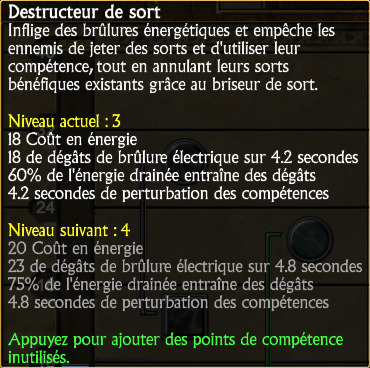 Destructeur de sort
Inflige des brûlures énergétiques et empêche les
ennemis de jeter des sorts et d'utiliser leur
compétence, tout en annulant leurs sorts
bénéfiques existants grâce au briseur de sort.
Niveau actuel : 3
18 Coût en énergie
18 de dégâts de brûlure électrique sur 4.2 secondes
60% de l'énergie drainée entraîne des dégâts
4.2 secondes de perturbation des compétences
24
Niveau suivant : 4
20 Coût en énergie
23 de dégâts de brûlure électrique sur 4.8 secondes
75% de l'énergie drainée entraîne des dégâts
4.8 secondes de perturbation des compétences
Appuyez pour ajouter des points de compétence
inutilisés.